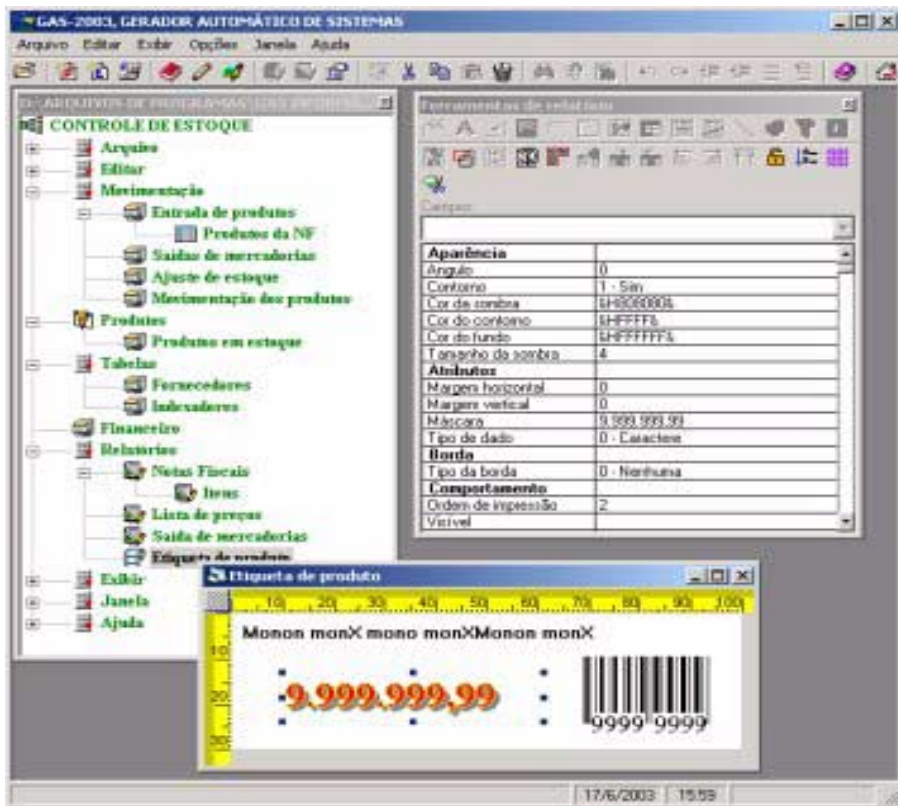 GAS-2003, GERADOR AUTOMÁTICO DE SISTEMAS
Arquivo Editar Exibir Opções Janela Ajuda
CONTROLE DE ESTOQUE
Arquivo
Editar
Movimentação
Entrada de produtos
Produtos da NF
Saídas de mercadorias
Ajuste de estoque
Movimentação dos produtos
Produtos
Produtos em estoque
Tabelas
Fornecedores
Indexadores
Financeiro
Relatórios
Notas Fiscais
Itens
Lista de preços
Saída de mercadorias
Etiqueta de produto
Exibir
Janela
Ajuda
Ferramentas de relatório
Campos:
Aparência
Angulo 0
Contorno 1 - Sim
Cor da sombra &H808080&
Cor do contorno &HFFFF&
Cor do fundo &HFFFFFF&
Tamanho da sombra 4
Atributos
Margem horizontal 0
Margem vertical 0
Máscara 9.999.999,99
Tipo de dado 0 - Caractere
Borda
Tipo da borda 0 - Nenhuma
Comportamento
Ordem de impressão 2
Visível
Etiqueta de produto
10 20 30 40 50 60 70 80 90 100
10
20
30
Monon monX mono monXMonon monX
9.999.999,99
9999 9999
17/6/2003 15:59